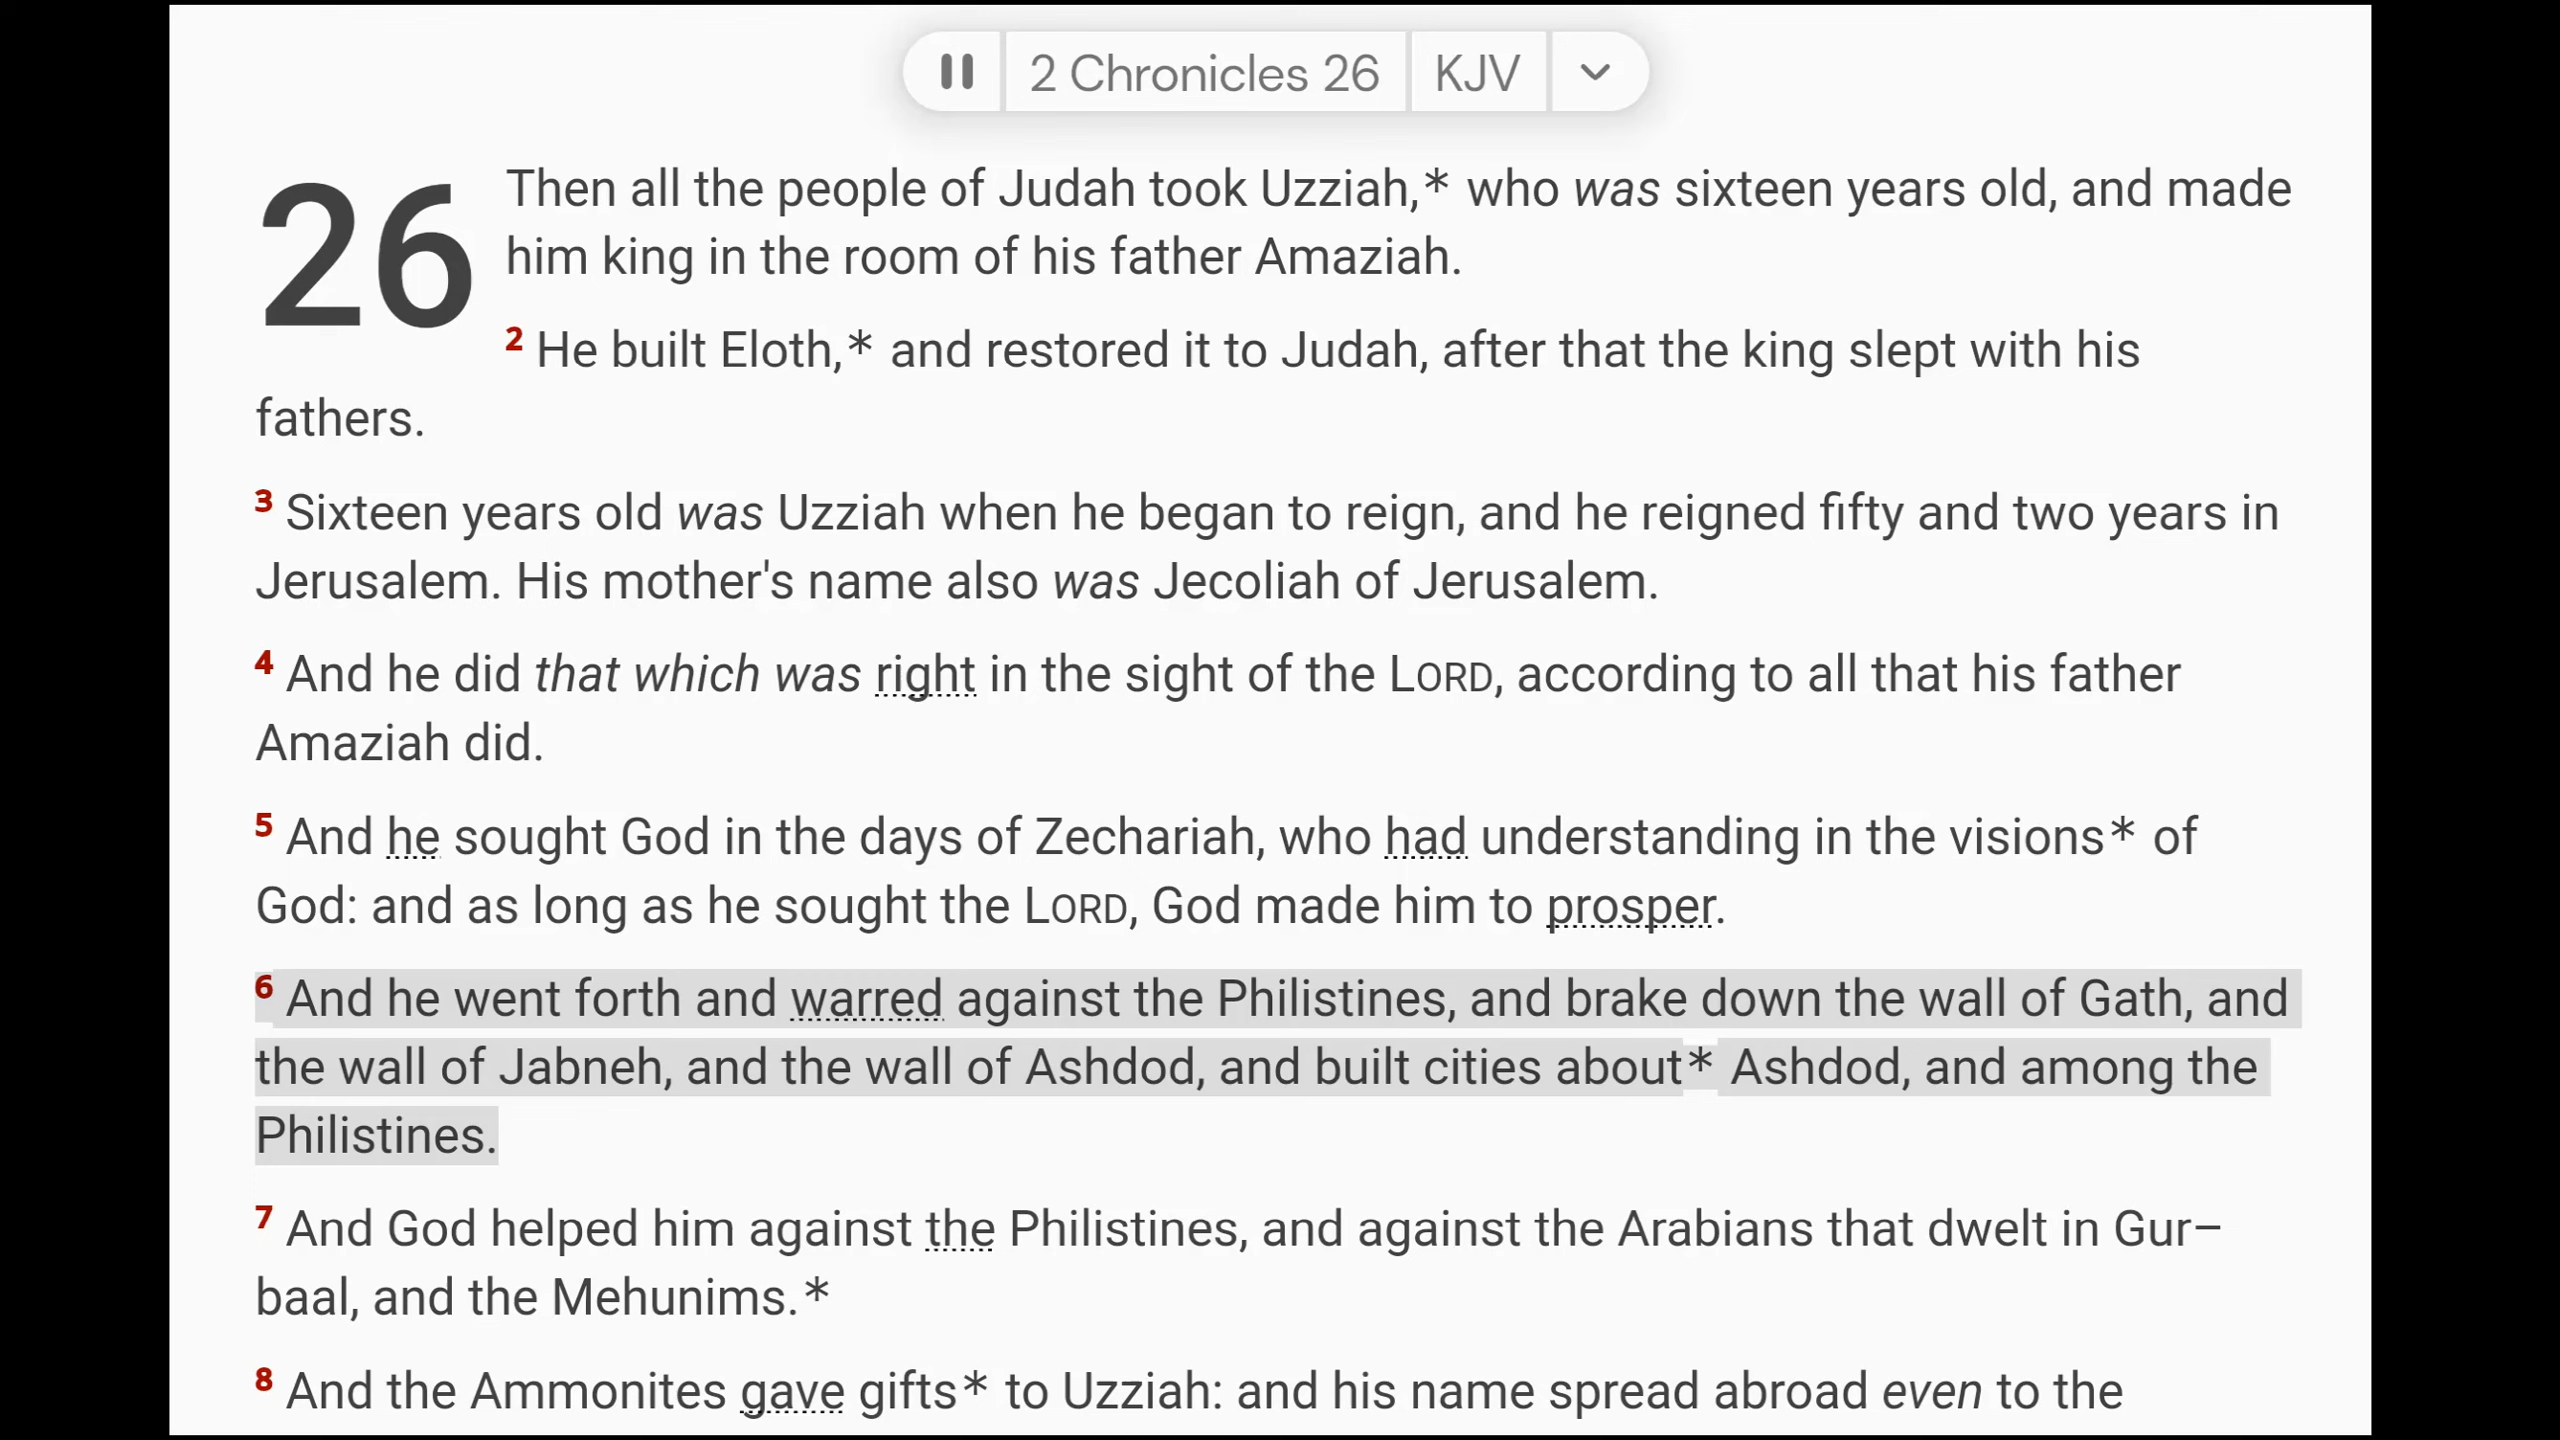 2 Chronicles 26 KJV
26
Then all the people of Judah took Uzziah,* who was sixteen years old, and made
him king in the room of his father Amaziah.
2 He built Eloth,* and restored it to Judah, after that the king slept with his
fathers.
3 Sixteen years old was Uzziah when he began to reign, and he reigned fifty and two years in
Jerusalem. His mother's name also was Jecoliah of Jerusalem.
4 And he did that which was right in the sight of the LORD, according to all that his father
Amaziah did.
5 And he sought God in the days of Zechariah, who had understanding in the visions* of
God: and as long as he sought the LORD, God made him to prosper.
6 And he went forth and warred against the Philistines, and brake down the wall of Gath, and
the wall of Jabneh, and the wall of Ashdod, and built cities about* Ashdod, and among the
Philistines.
7 And God helped him against the Philistines, and against the Arabians that dwelt in Gur–
baal, and the Mehunims.*
8 And the Ammonites gave gifts* to Uzziah: and his name spread abroad even to the